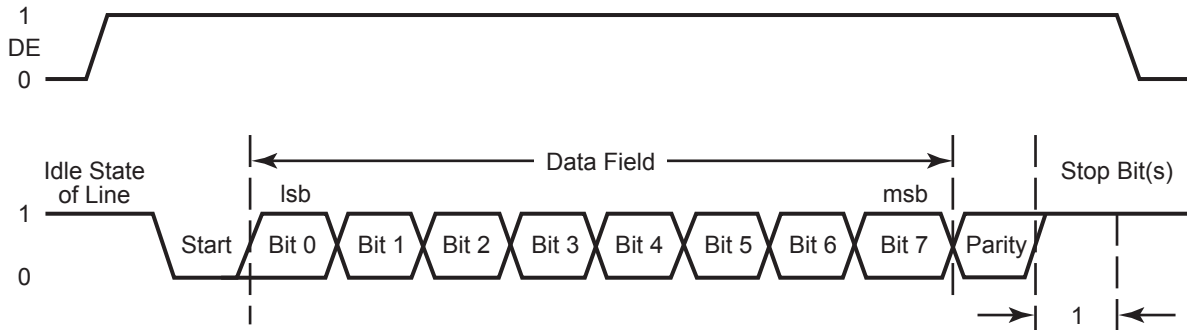 1
DE
0
Data Field
Idle State
of Line
Stop Bit(s)
lsb
msb
1
Start
Bit 0
Bit 1
Bit 2
Bit 3
Bit 4
Bit 5
Bit 6
Bit 7
Parity
0
1